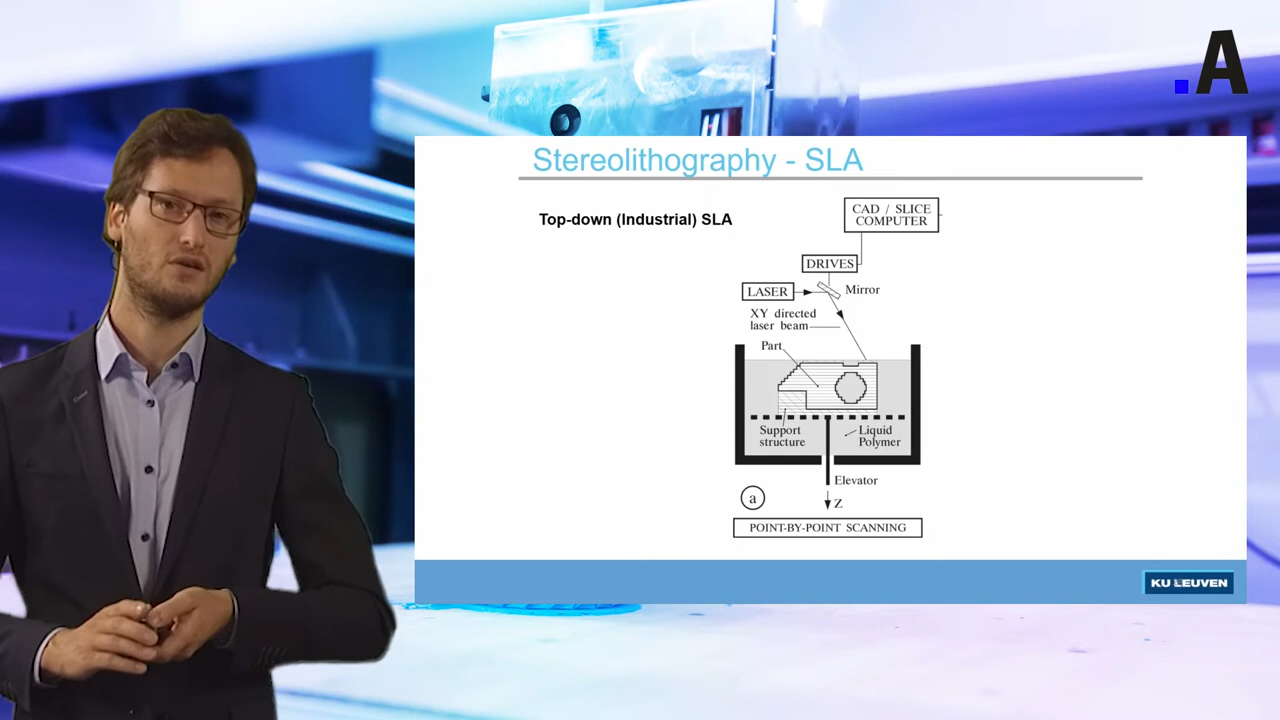 .A
Stereolithography - SLA
Top-down (Industrial) SLA
CAD / SLICE
COMPUTER
DRIVES
LASER
Mirror
XY directed
laser beam
Part
Support
structure
Liquid
Polymer
Elevator
a
Z
POINT-BY-POINT SCANNING
KU LEUVEN